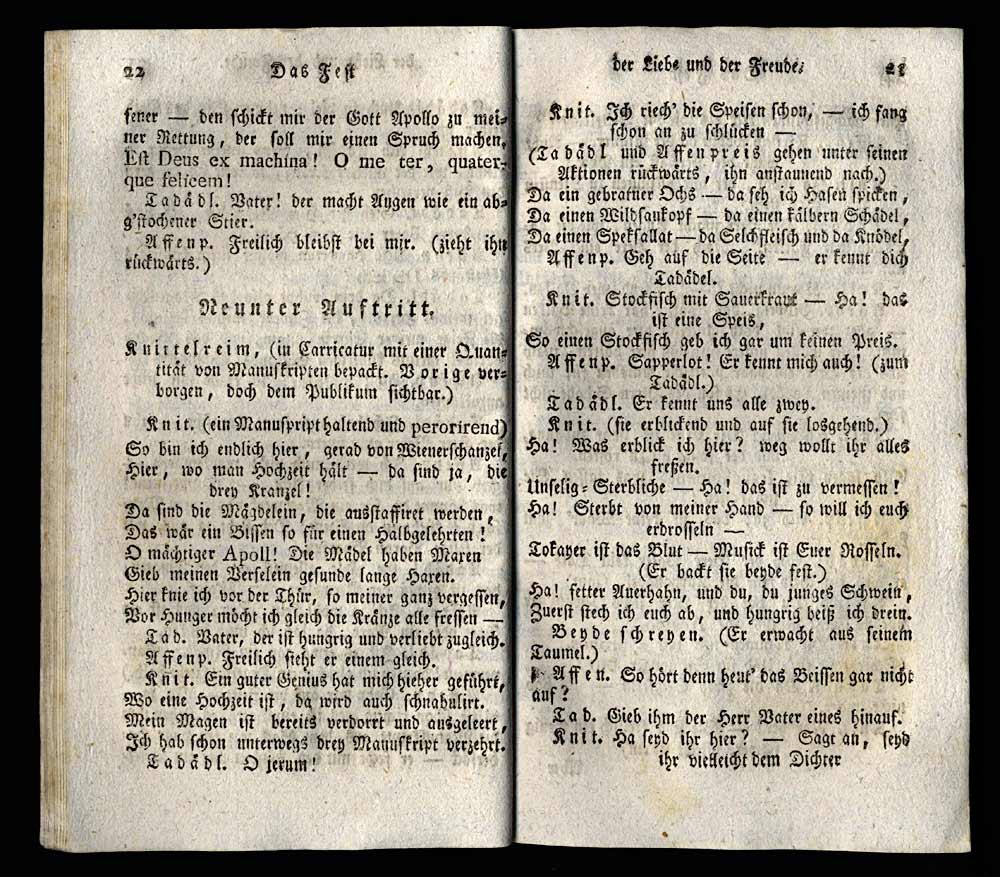 22 Das Fest
sener — den schickt mir der Gott Apollo zu mei-
ner Rettung, der soll mir einen Spruch machen.
Est Deus ex machina! O me ter, quater-
que felicem!
Tadädl. Vater! der macht Augen wie ein ab-
g'stochener Stier.
Affenp. Freilich bleibst bei mir. (zieht ihn
rückwärts.)
Neunter Auftritt.
Knittelreim, (in Carricatur mit einer Quan-
tität von Manuskripten bepackt. Vorige ver-
borgen, doch dem Publikum sichtbar.)
Knit. (ein Manuspript haltend und perorirend)
So bin ich endlich hier, gerad von Wienerschanzel,
Hier, wo man Hochzeit hält — da sind ja, die
drey Kranzel!
Da sind die Mägdelein, die ausstaffiret werden,
Das wär ein Bissen so für einen Halbgelehrten!
O mächtiger Apoll! Die Mädel haben Maxen
Gieb meinen Verselein gesunde lange Haxen.
Hier knie ich vor der Thür, so meiner ganz vergessen,
Vor Hunger möcht ich gleich die Kränze alle fressen —
Tad. Vater, der ist hungrig und verliebt zugleich.
Affenp. Freilich sieht er einem gleich.
Knit. Ein guter Genius hat mich hieher geführt,
Wo eine Hochzeit ist, da wird auch schnabulirt.
Mein Magen ist bereits verdorrt und ausgeleert,
Ich hab schon unterwegs drey Manuskript verzehrt.
Tadädl. O jerum!
der Liebe und der Freude. 23
Knit. Ich riech' die Speisen schon, — ich fang
schon an zu schlücken —
(Tadädl und Affenpreis gehen unter seinen
Aktionen rückwärts, ihn anstaunend nach.)
Da ein gebratner Ochs — da seh ich Hasen spicken,
Da einen Wildsaukopf — da einen kälbern Schädel,
Da einen Speksallat — da Selchfleisch und da Knödel,
Affenp. Geh auf die Seite — er kennt dich
Tadädel.
Knit. Stockfisch mit Sauerkraut — Ha! das
ist eine Speis,
So einen Stockfisch geb ich gar um keinen Preis.
Affenp. Sapperlot! Er kennt mich auch! (zum
Tadädl.)
Tadädl. Er kennt uns alle zwey.
Knit. (sie erblickend und auf sie losgehend.)
Ha! Was erblick ich hier? weg wollt ihr alles
freßen.
Unselig-Sterbliche — Ha! das ist zu vermessen!
Ha! Sterbt von meiner Hand — so will ich euch
erdrosseln —
Tokayer ist das Blut — Musick ist Euer Rosseln.
(Er backt sie beyde fest.)
Ha! fetter Auerhahn, und du, du junges Schwein,
Zuerst stech ich euch ab, und hungrig beiß ich drein.
Beyde schreyen. (Er erwacht aus seinem
Taumel.)
Affen. So hört denn heut' das Beissen gar nicht
auf?
Tad. Gieb ihm der Herr Vater eines hinauf.
Knit. Ha seyd ihr hier? — Sagt an, seyd
ihr vielleicht dem Dichter